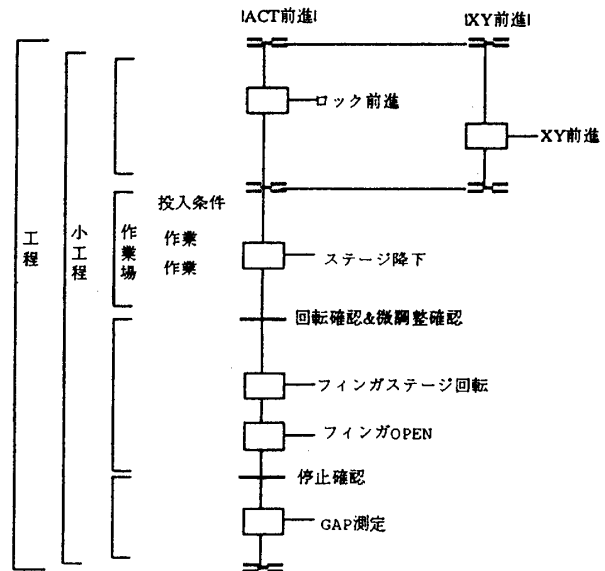 |ACT前進|
|XY前進|
ロック前進
XY前進
投入条件
作業
作業
工程
小工程
作業場
ステージ降下
回転確認&微調整確認
フィンガステージ回転
フィンガOPEN
停止確認
GAP測定